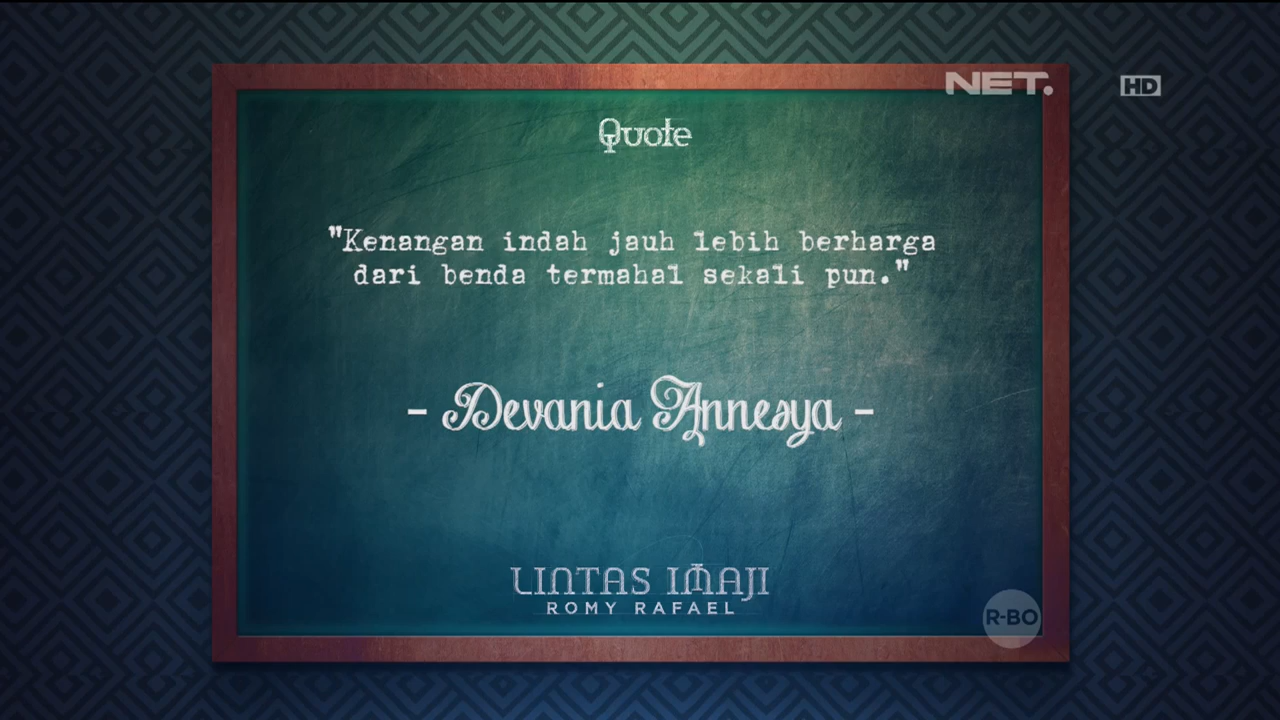 NET.
HD
Quote
"Kenangan indah jauh lebih berharga
dari benda termahal sekali pun."
- Devania Annesya -
LINTAS IMAJI
ROMY RAFAEL
R-BO